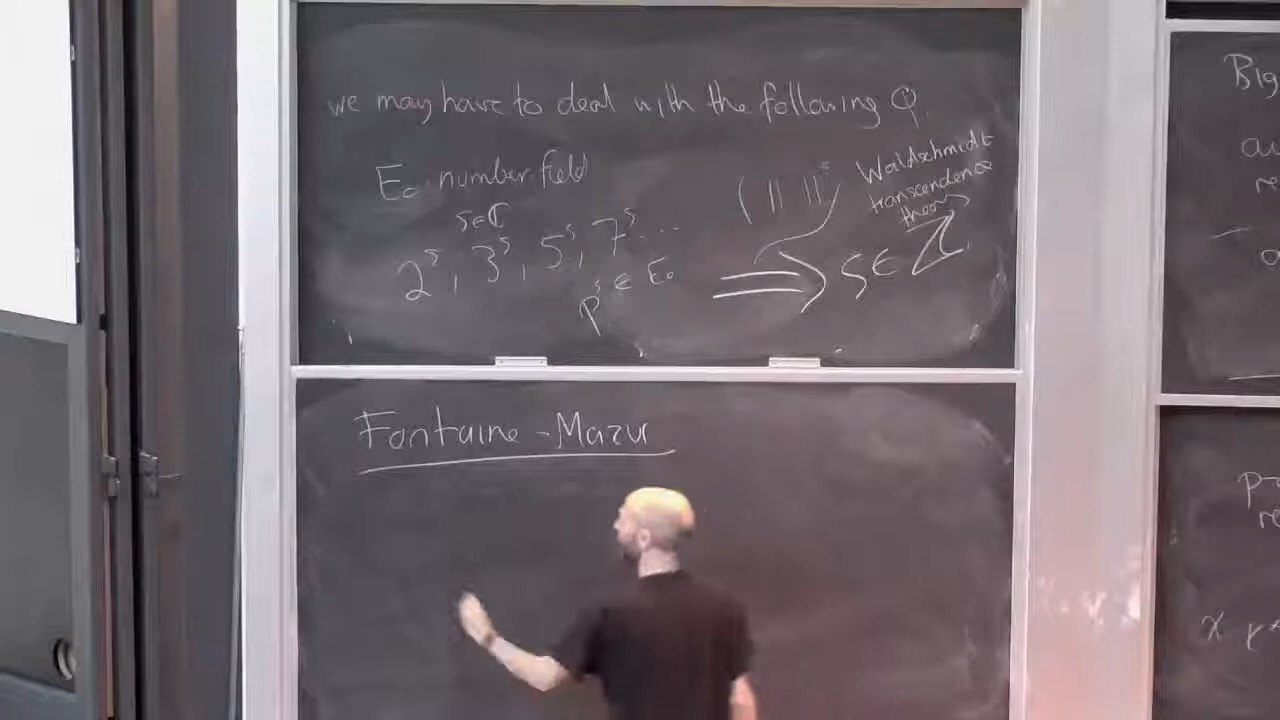 we may have to deal with the following Q.
E₀ number field
s∈ℂ
2ˢ, 3ˢ, 5ˢ, 7ˢ ...
pˢ ∈ E₀
⟹ s ∈ ℤ.
Waldschmidt
transcendence
theory
Fontaine-Mazur
Big